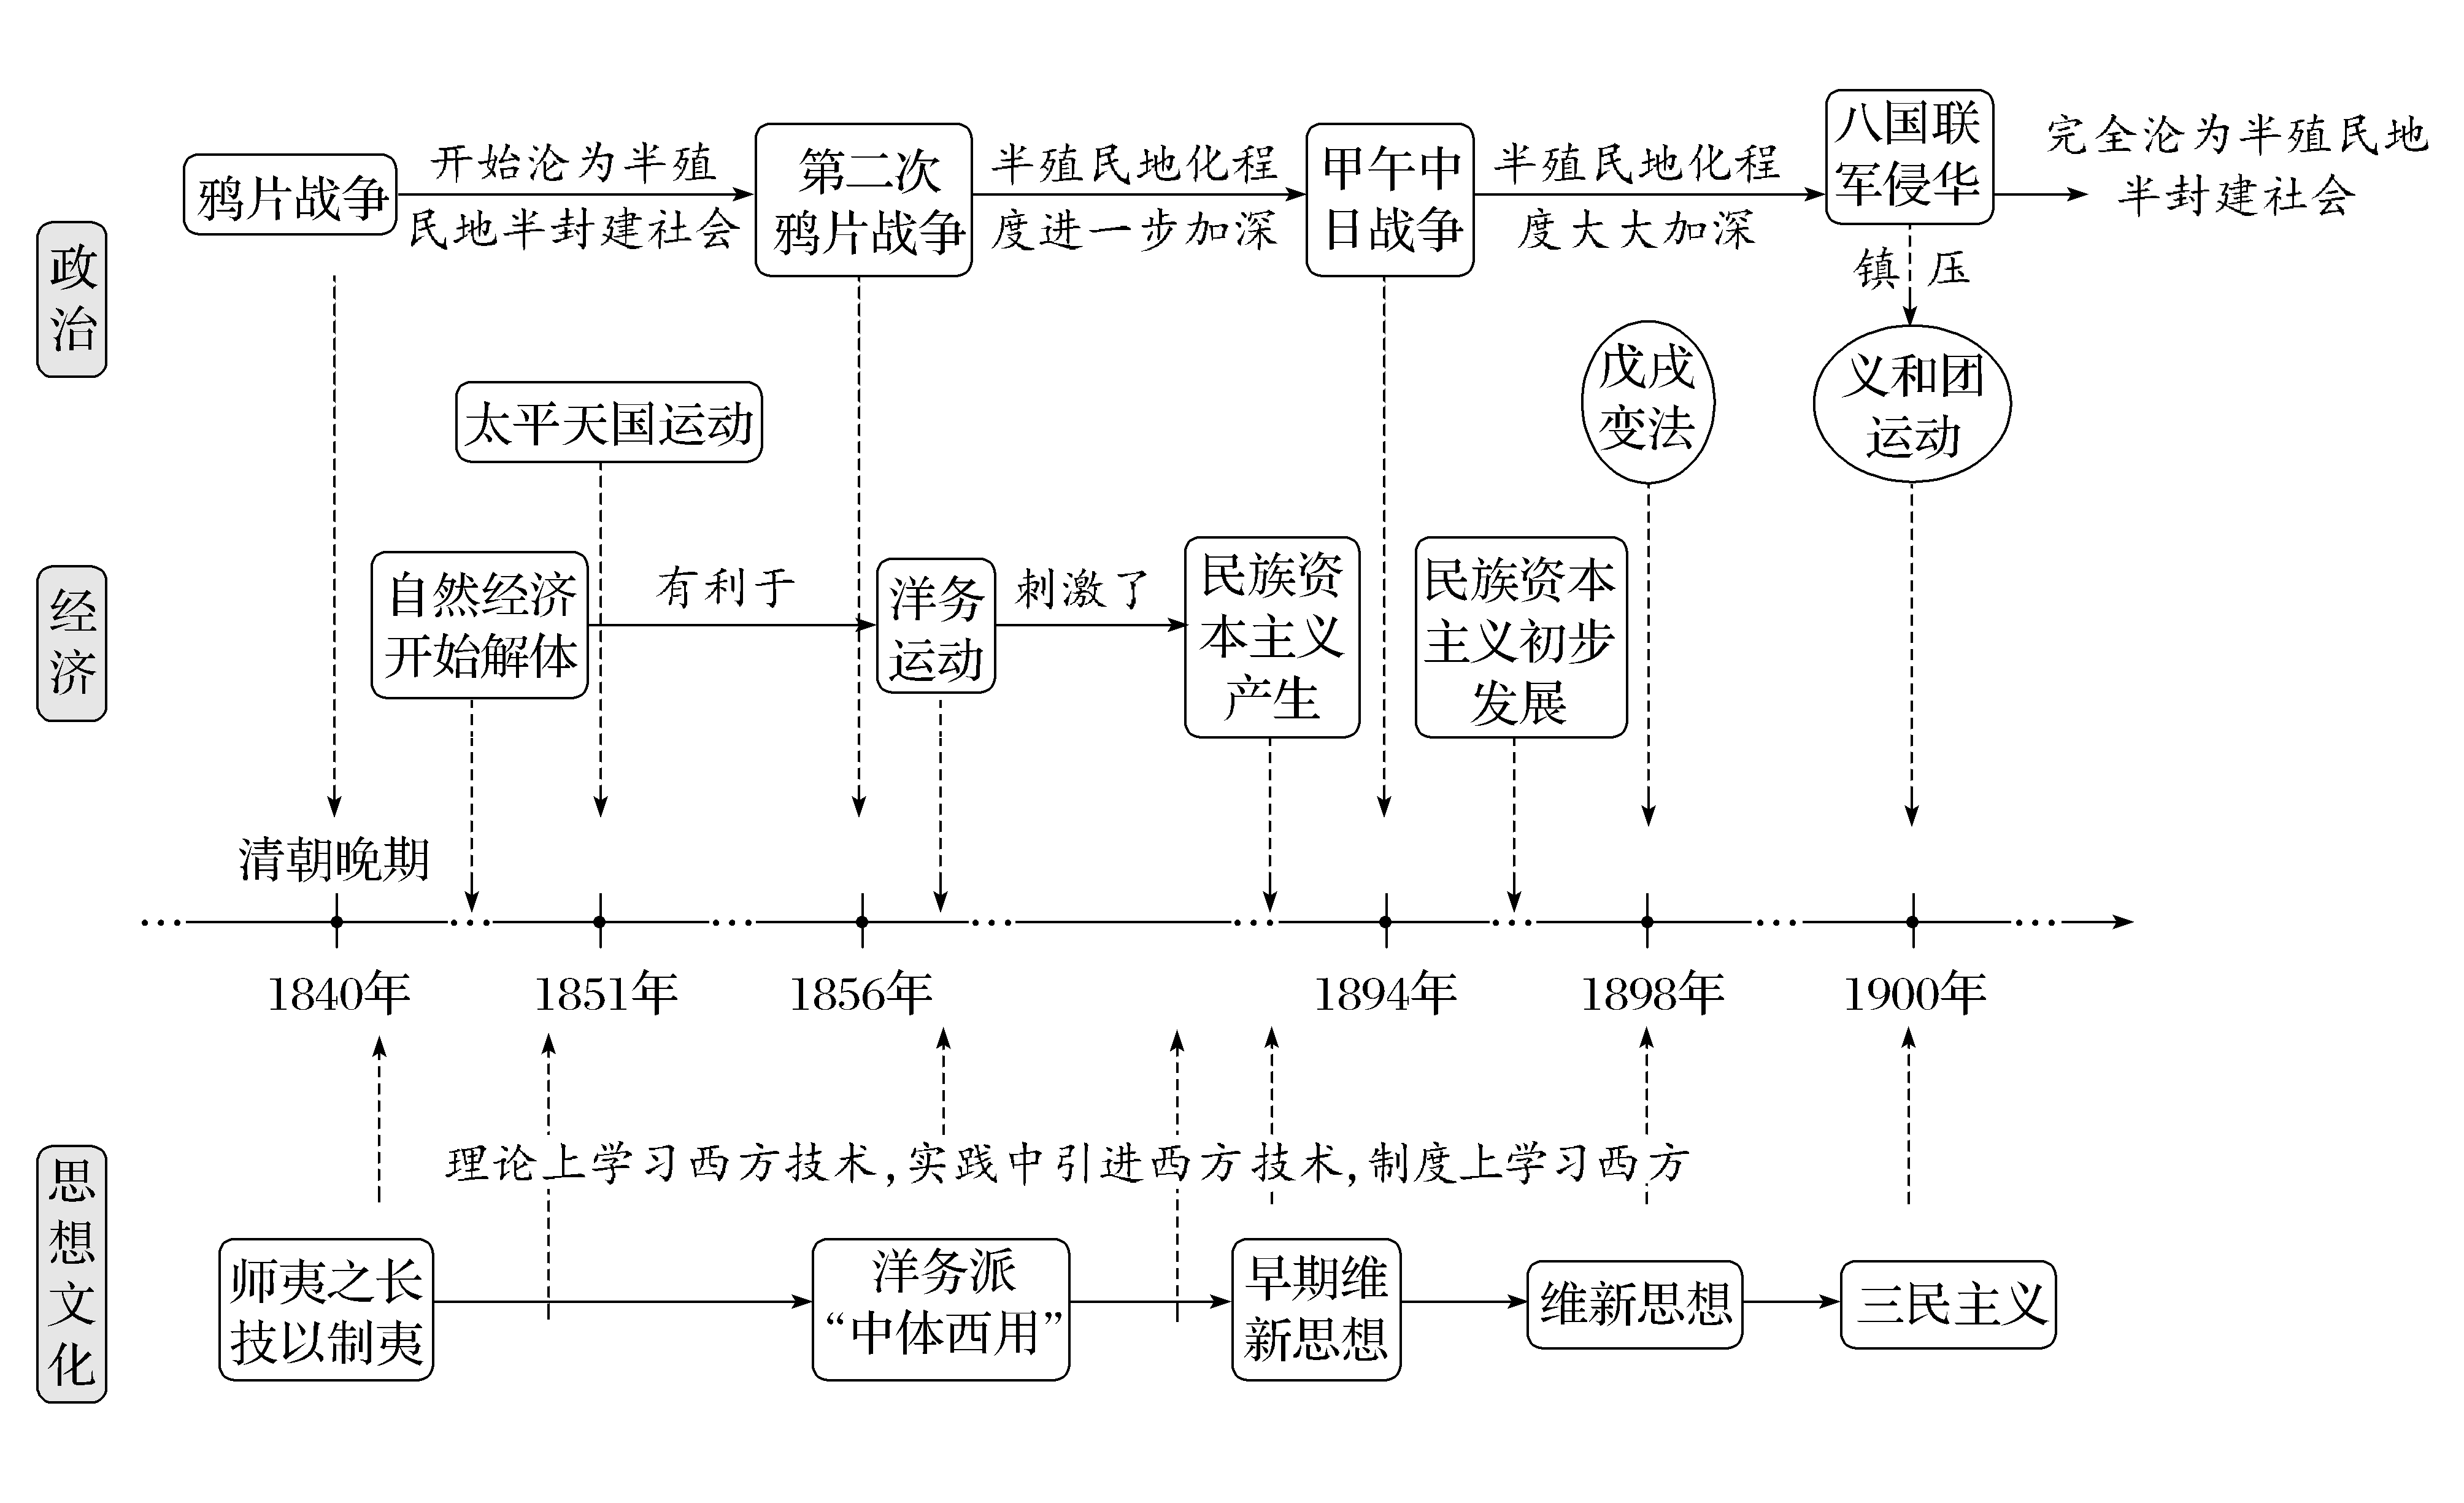 政
治
鸦片战争
开始沦为半殖
民地半封建社会
第二次
鸦片战争
半殖民地化程
度进一步加深
甲午中
日战争
半殖民地化程
度大大加深
八国联
军侵华
完全沦为半殖民地
半封建社会
镇 压
太平天国运动
戊戌
变法
义和团
运动
经
济
自然经济
开始解体
有利于
洋务
运动
刺激了
民族资
本主义
产生
民族资本
主义初步
发展
清朝晚期
… … … … … … … …
1840年 1851年 1856年 1894年 1898年 1900年
思
想
文
化
理论上学习西方技术,实践中引进西方技术,制度上学习西方
师夷之长
技以制夷
洋务派
“中体西用”
早期维
新思想
维新思想
三民主义